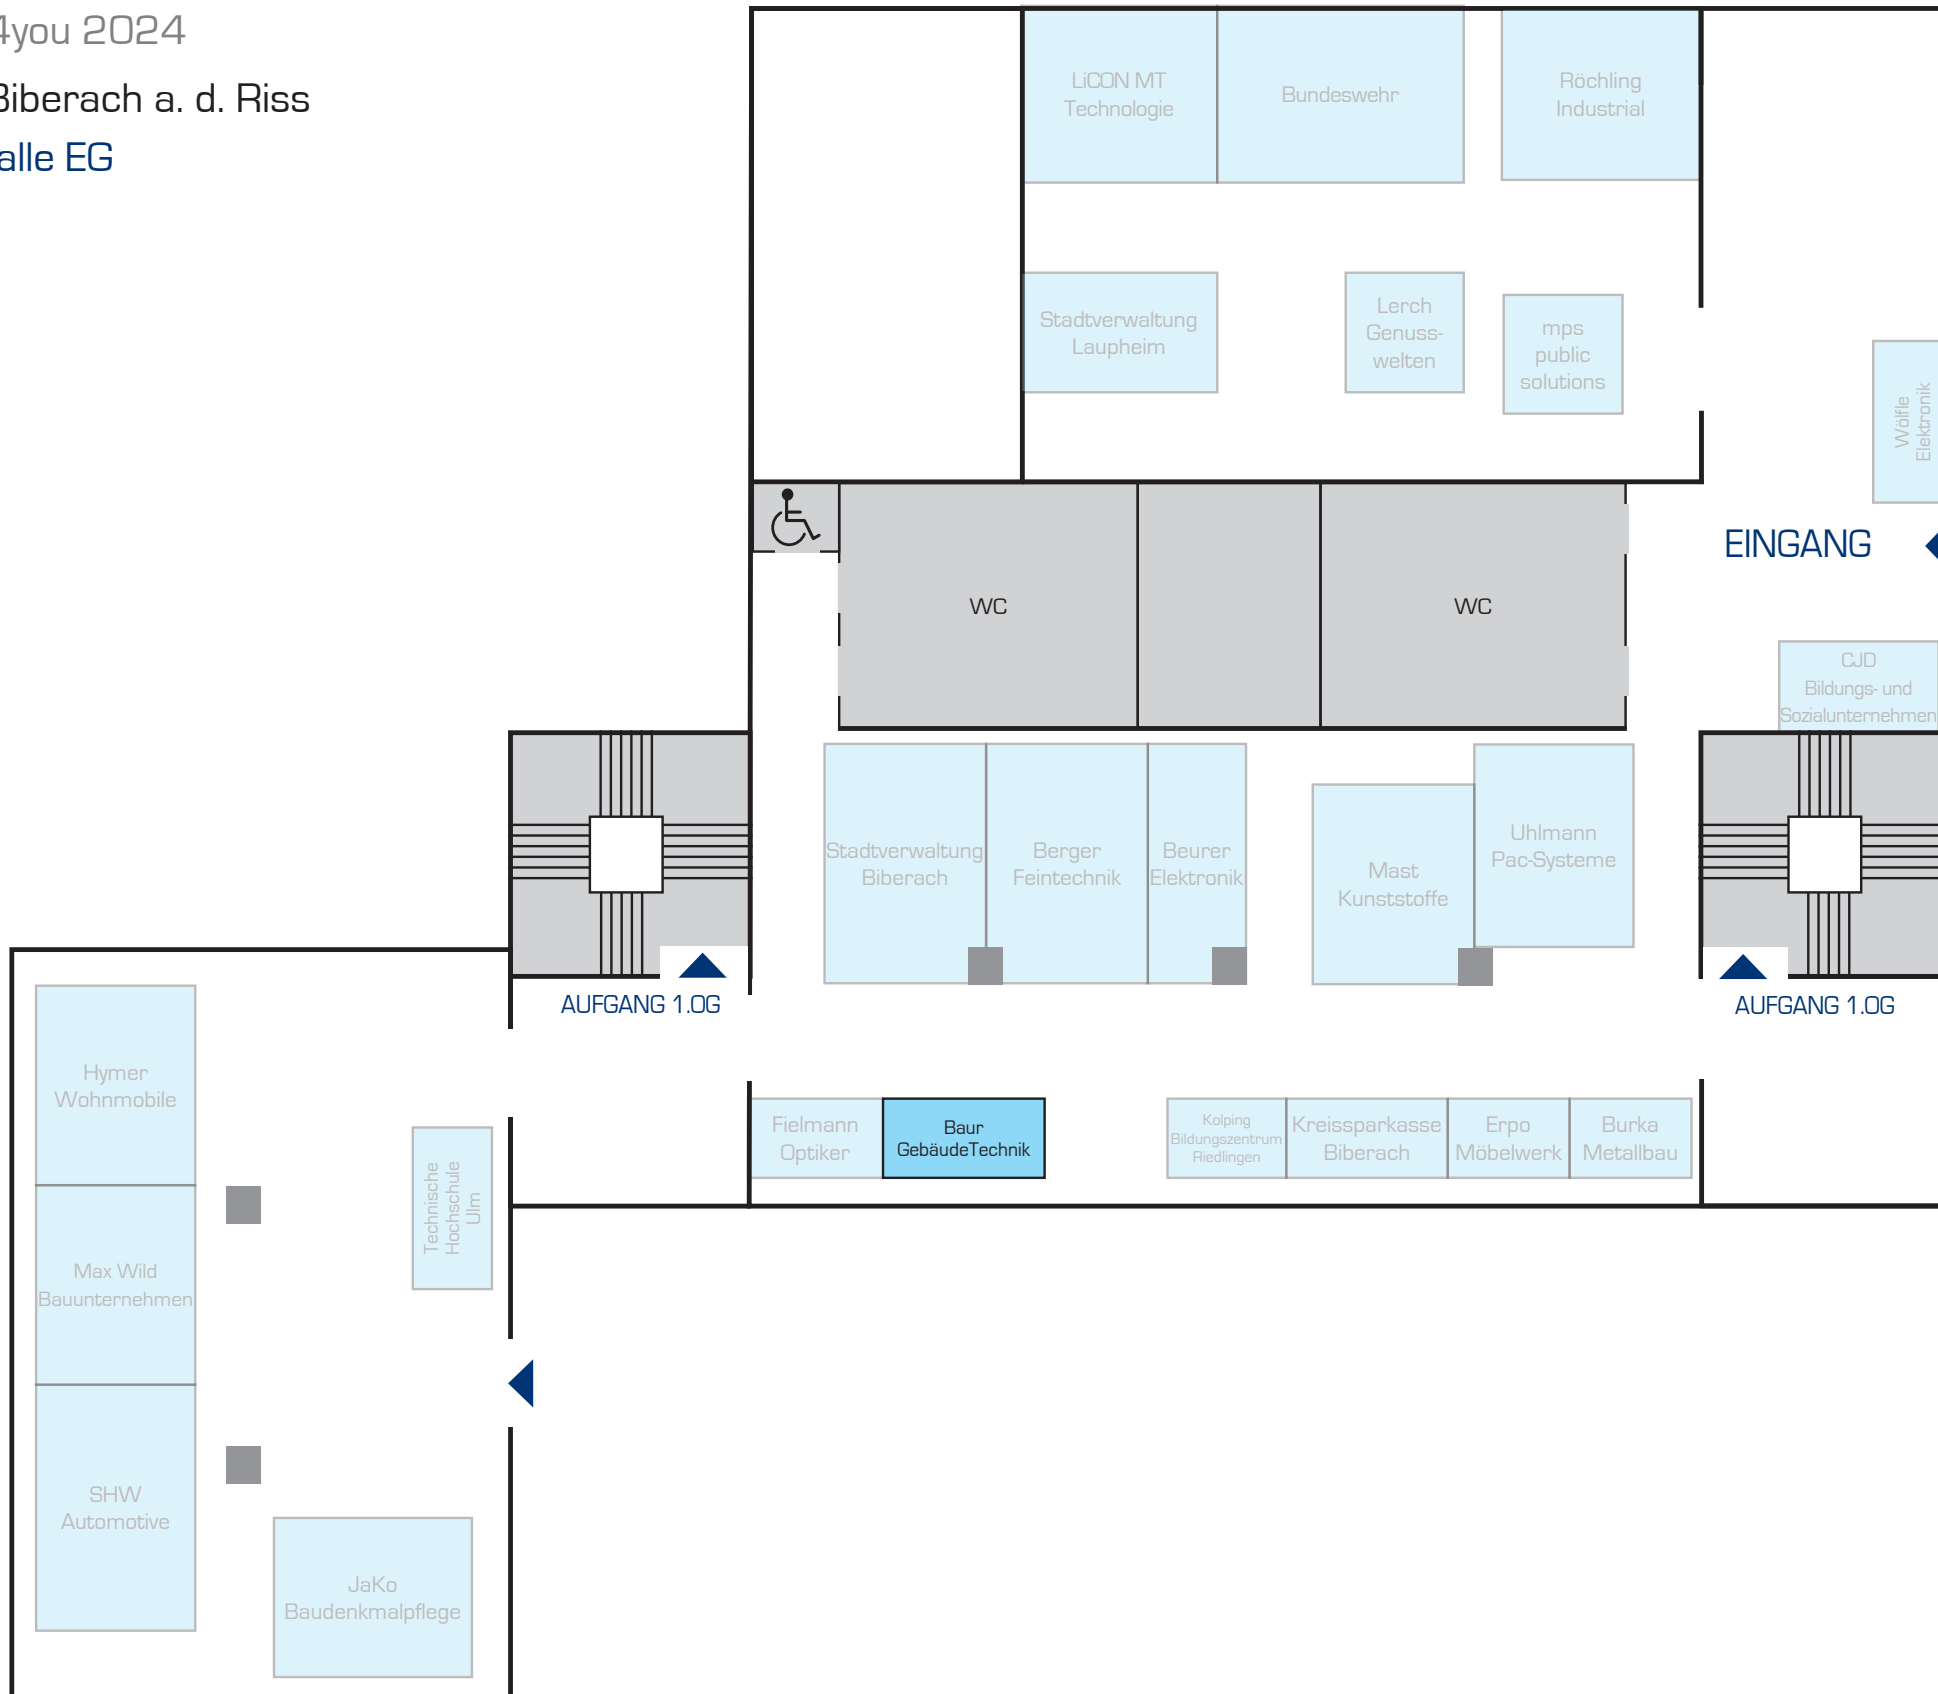 4you 2024
Biberach a. d. Riss
alle EG
LiCON MT
Technologie
Bundeswehr
Röchling
Industrial
Stadtverwaltung
Laupheim
Lerch
Genuss-
welten
mps
public
solutions
Wölfle
Elektronik
EINGANG
WC
WC
CJD
Bildungs- und
Sozialunternehmen
Stadtverwaltung
Biberach
Berger
Feintechnik
Beurer
Elektronik
Mast
Kunststoffe
Uhlmann
Pac-Systeme
AUFGANG 1.OG
AUFGANG 1.OG
Hymer
Wohnmobile
Technische
Hochschule
Ulm
Fielmann
Optiker
Baur
GebäudeTechnik
Kolping
Bildungszentrum
Riedlingen
Kreissparkasse
Biberach
Erpo
Möbelwerk
Burka
Metallbau
Max Wild
Bauunternehmen
SHW
Automotive
JaKo
Baudenkmalpflege